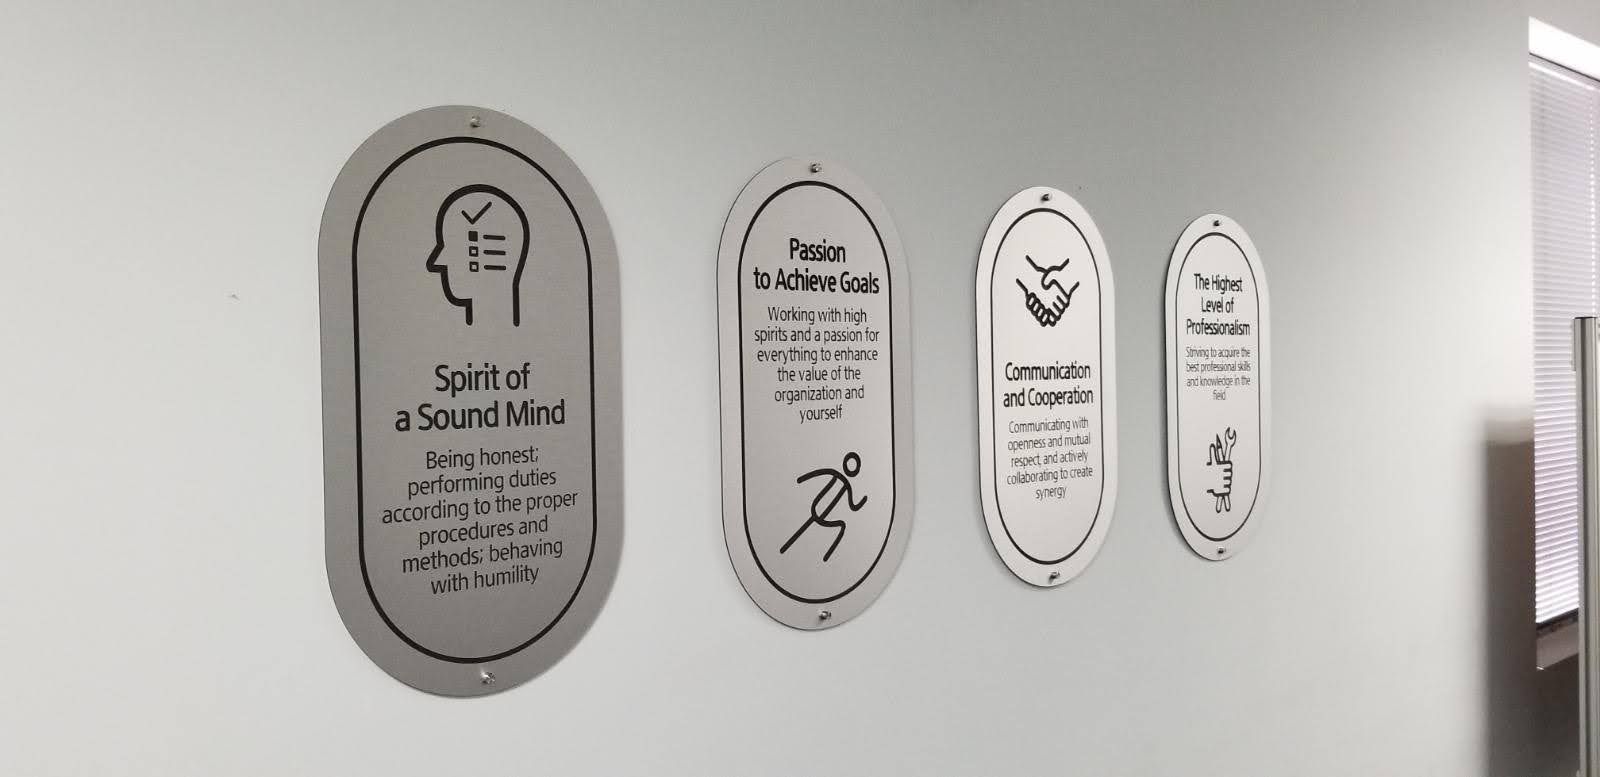 Spirit of
a Sound Mind
Being honest;
performing duties
according to the proper
procedures and
methods; behaving
with humility
Passion
to Achieve Goals
Working with high
spirits and a passion for
everything to enhance
the value of the
organization and
yourself
Communication
and Cooperation
Communicating with
openness and mutual
respect, and actively
collaborating to create
synergy
The Highest
Level of
Professionalism
Striving to acquire the
best professional skills
and knowledge in the
field